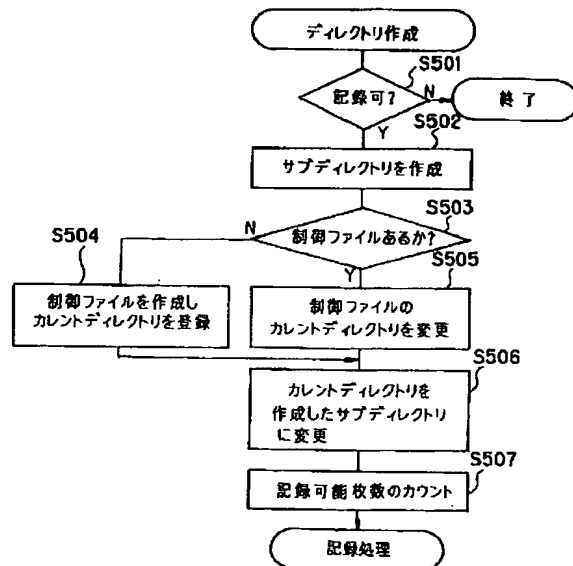 ディレクトリ作成
S501
記録可?
N
終了
Y
S502
サブディレクトリを作成
S503
制御ファイルあるか?
N
Y
S504
制御ファイルを作成し
カレントディレクトリを登録
S505
制御ファイルの
カレントディレクトリを変更
S506
カレントディレクトリを
作成したサブディレクトリ
に変更
S507
記録可能枚数のカウント
記録処理